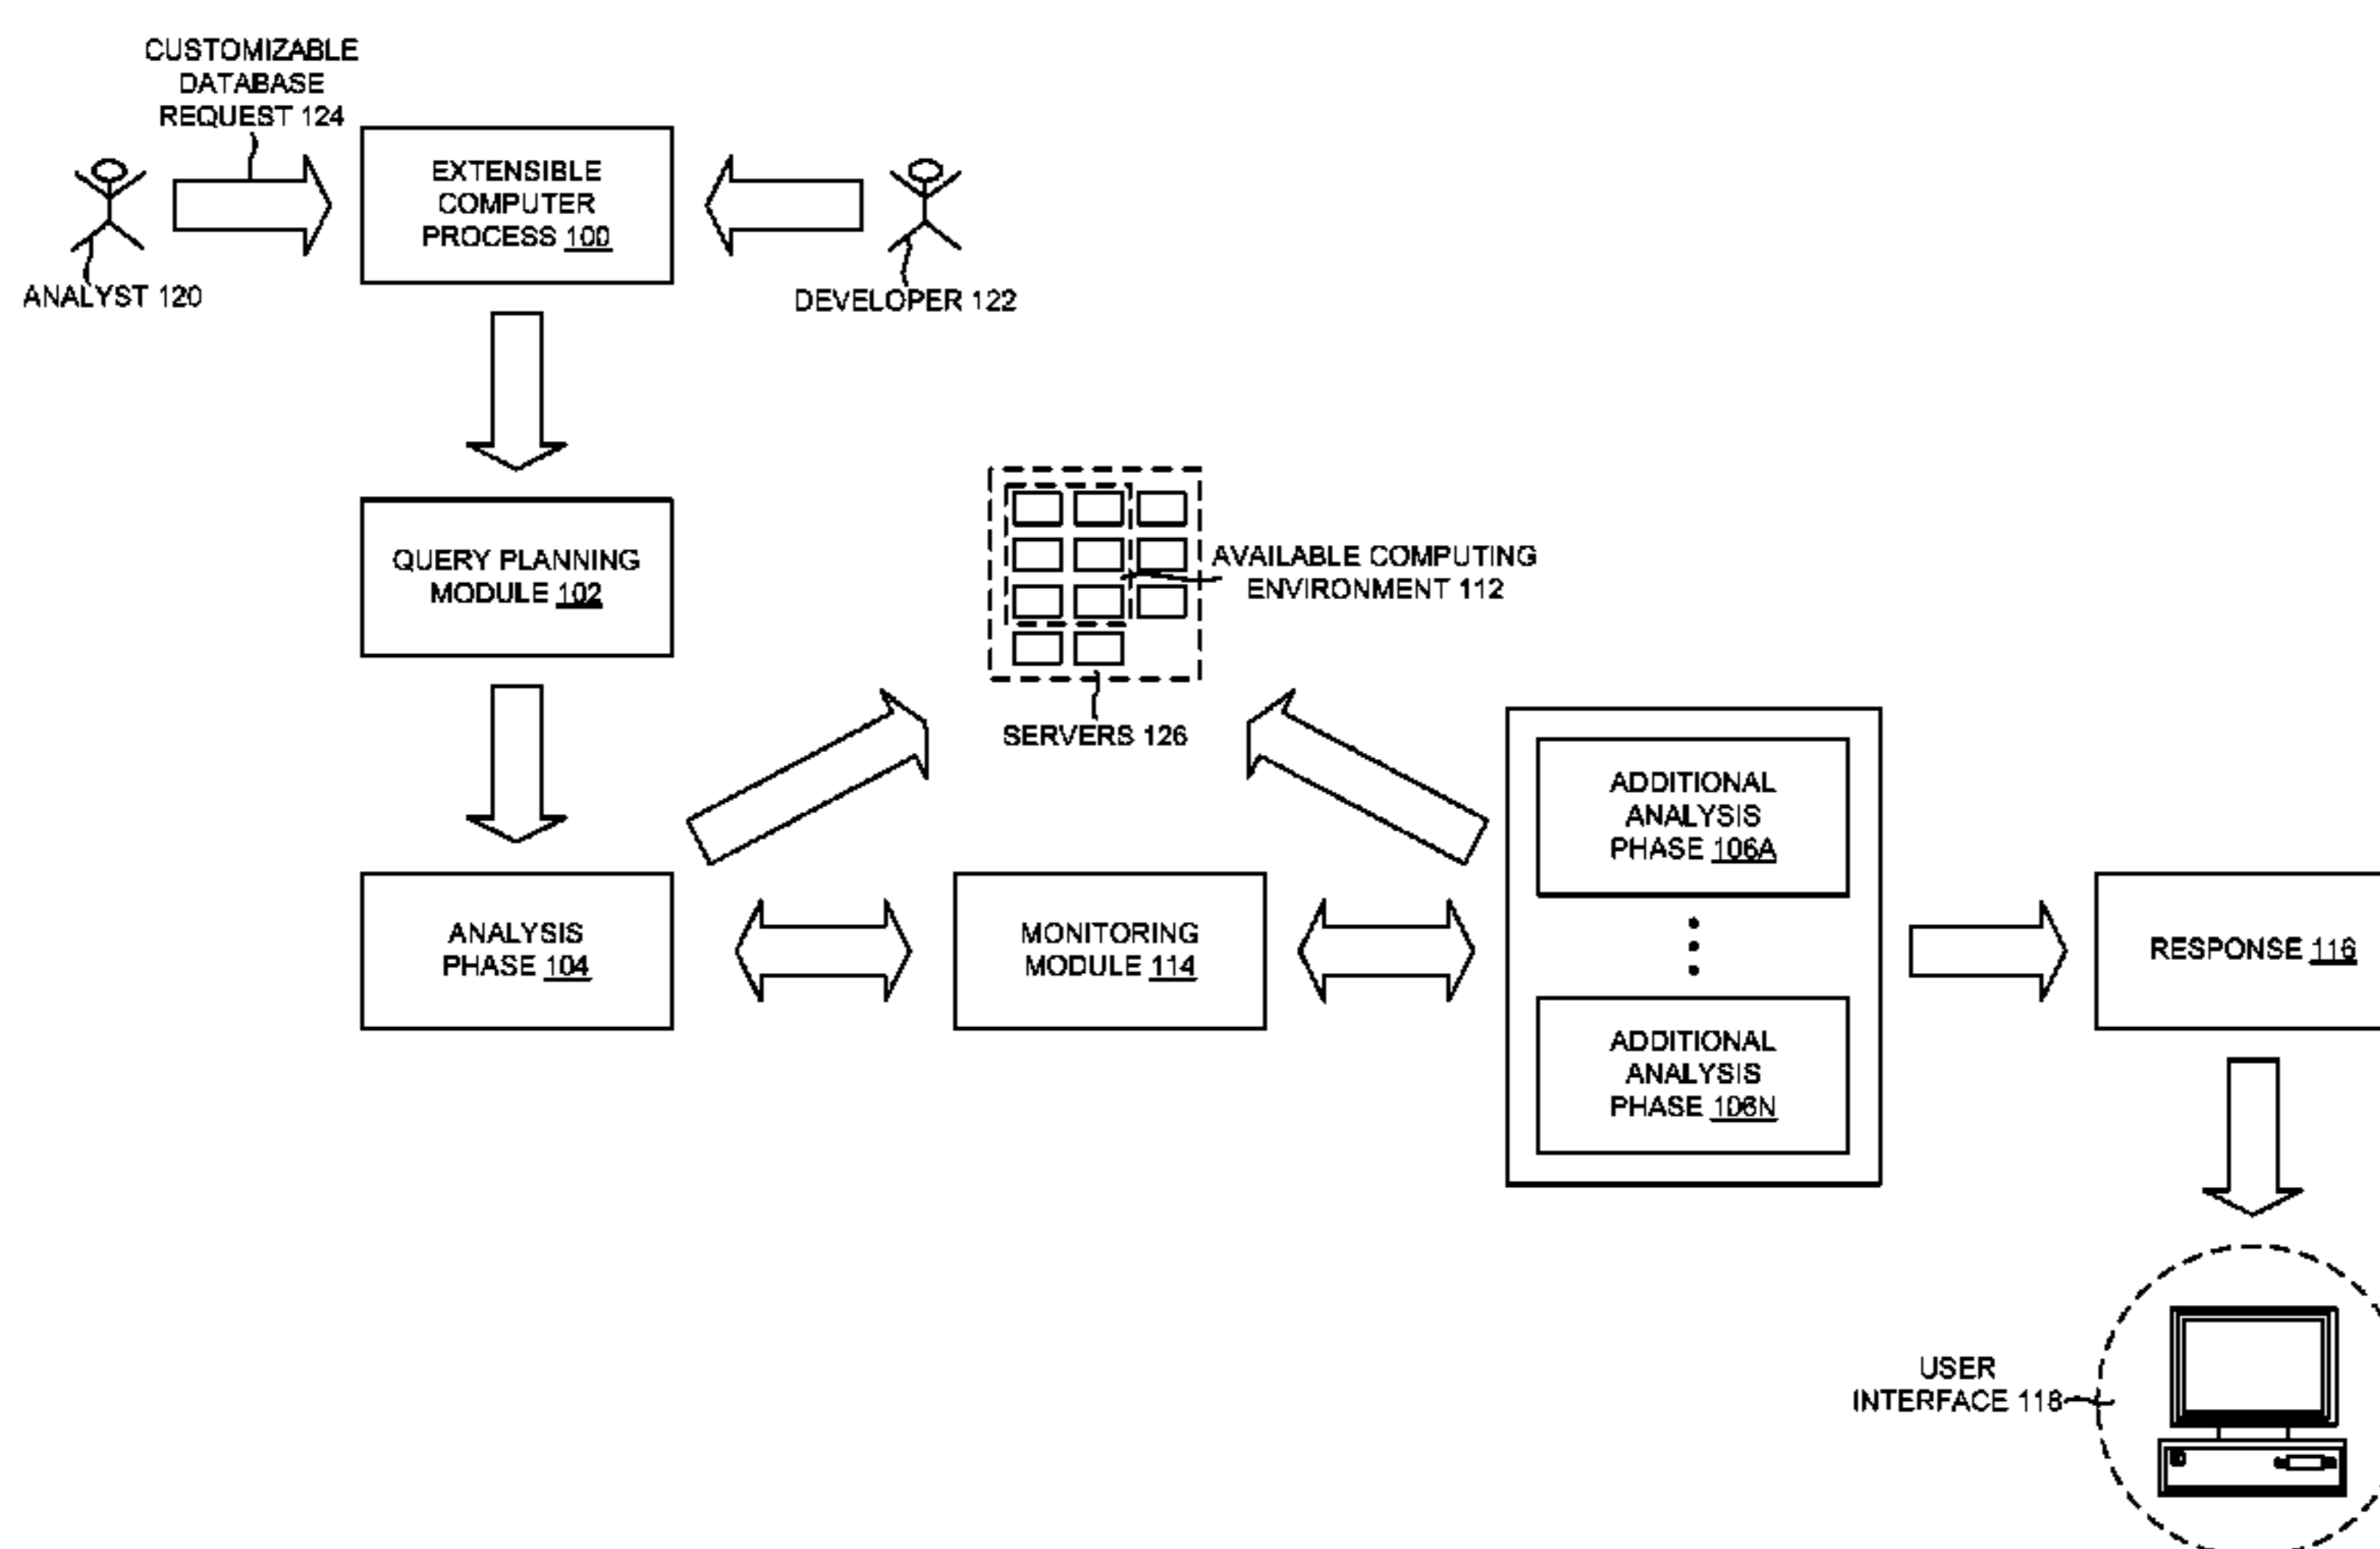 CUSTOMIZABLE
DATABASE
REQUEST 124
EXTENSIBLE
COMPUTER
PROCESS 100
ANALYST 120
DEVELOPER 122
QUERY PLANNING
MODULE 102
AVAILABLE COMPUTING
ENVIRONMENT 112
SERVERS 126
ADDITIONAL
ANALYSIS
PHASE 106A
ANALYSIS
PHASE 104
MONITORING
MODULE 114
RESPONSE 116
ADDITIONAL
ANALYSIS
PHASE 106N
USER
INTERFACE 118